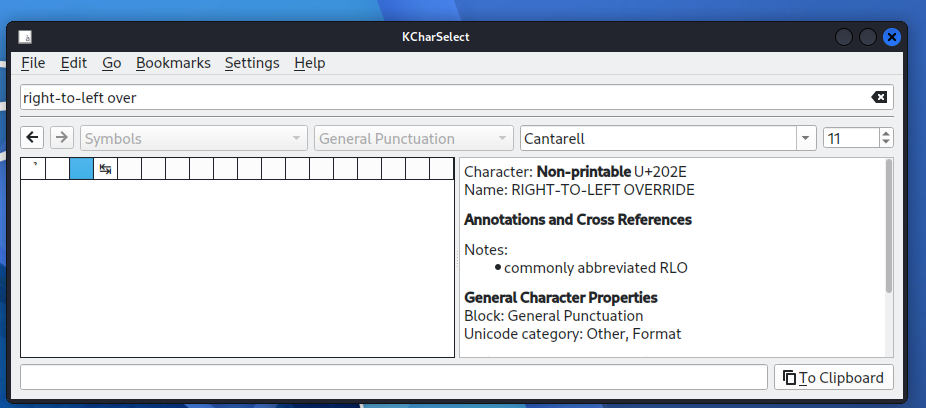 KCharSelect
File Edit Go Bookmarks Settings Help
right-to-left over
Symbols General Punctuation Cantarell 11
↹
Character: Non-printable U+202E
Name: RIGHT-TO-LEFT OVERRIDE
Annotations and Cross References
Notes:
• commonly abbreviated RLO
General Character Properties
Block: General Punctuation
Unicode category: Other, Format
To Clipboard